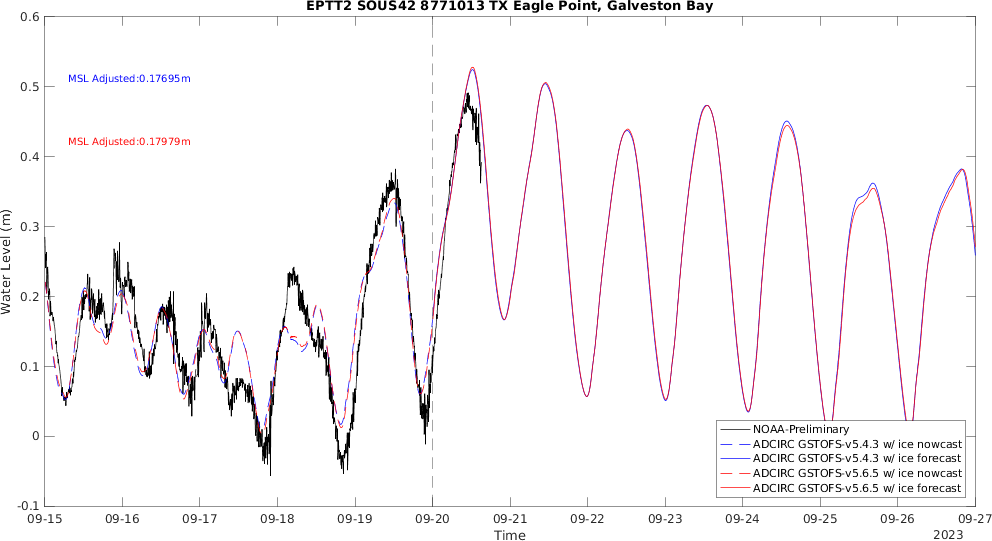 EPTT2 SOUS42 8771013 TX Eagle Point, Galveston Bay
0.6
0.5
0.4
0.3
0.2
0.1
0
-0.1
Water Level (m)
MSL Adjusted:0.17695m
MSL Adjusted:0.17979m
NOAA-Preliminary
ADCIRC GSTOFS-v5.4.3 w/ ice nowcast
ADCIRC GSTOFS-v5.4.3 w/ ice forecast
ADCIRC GSTOFS-v5.6.5 w/ ice nowcast
ADCIRC GSTOFS-v5.6.5 w/ ice forecast
09-15 09-16 09-17 09-18 09-19 09-20 09-21 09-22 09-23 09-24 09-25 09-26 09-27
Time
2023